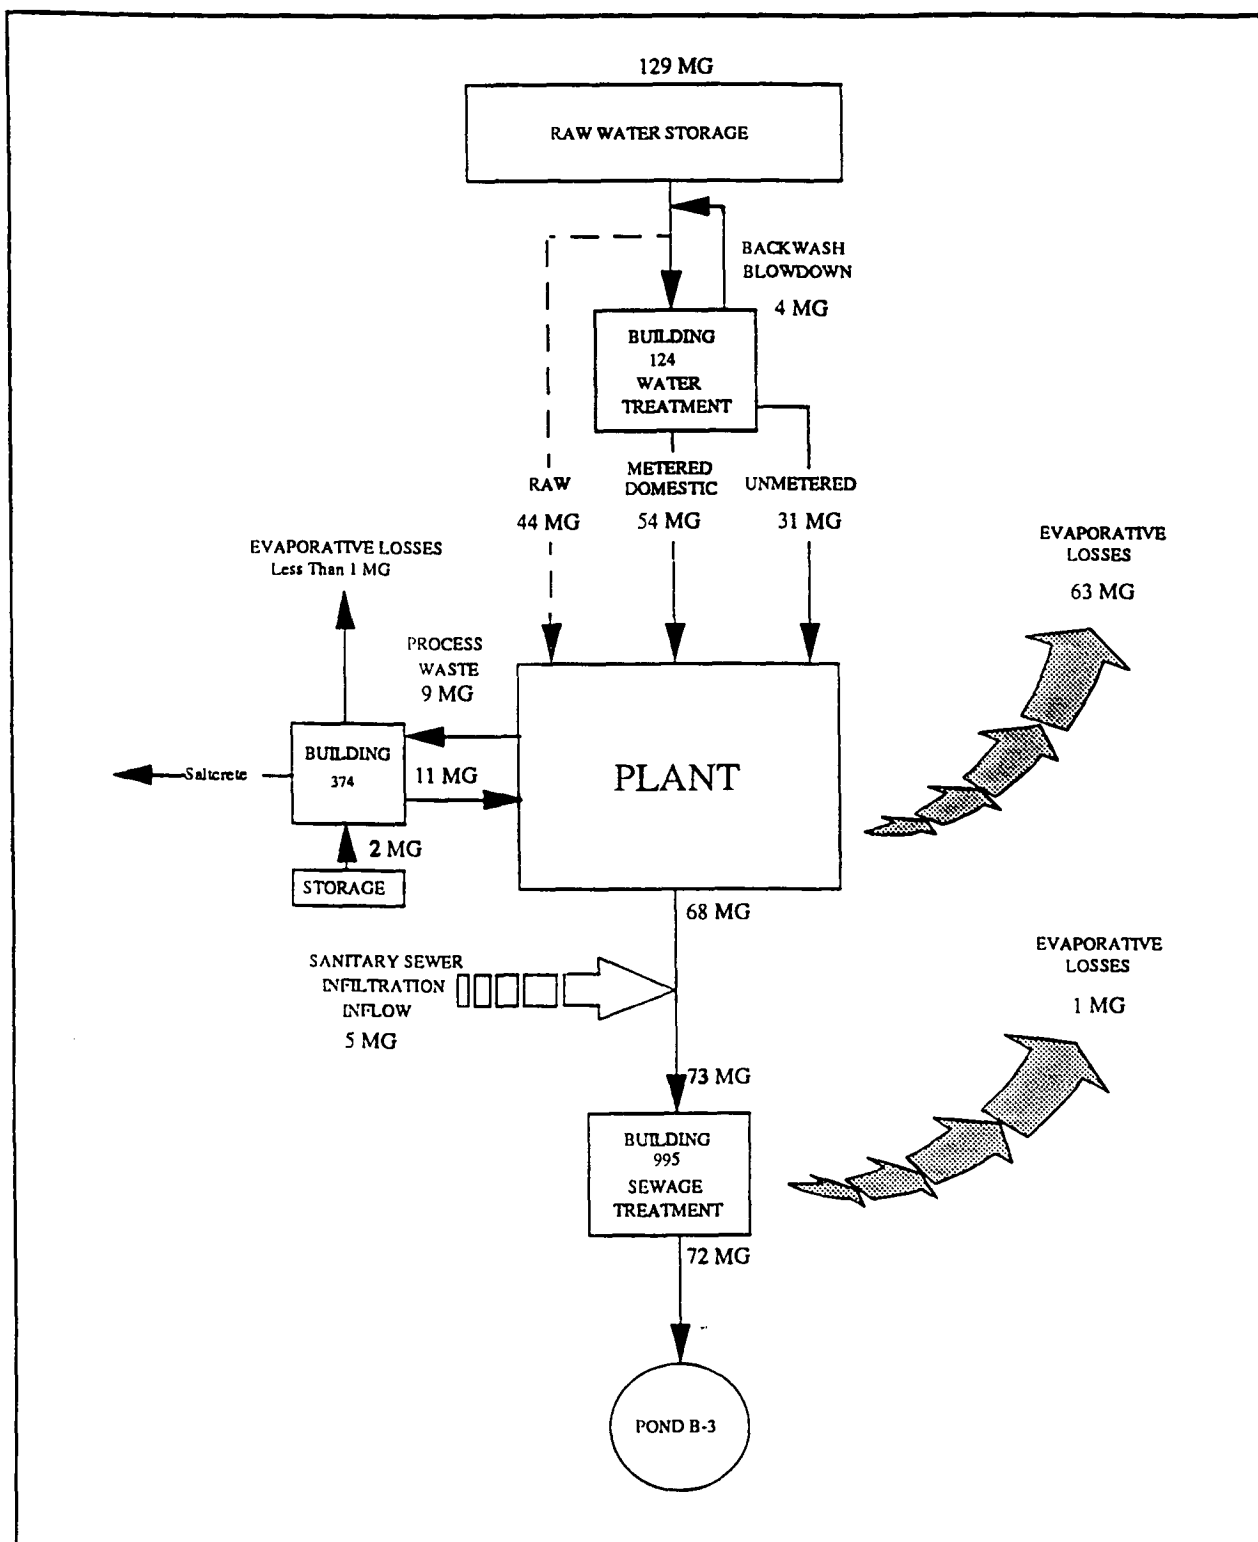 129 MG
RAW WATER STORAGE
BACKWASH
BLOWDOWN
4 MG
BUILDING
124
WATER
TREATMENT
RAW
44 MG
METERED
DOMESTIC
54 MG
UNMETERED
31 MG
EVAPORATIVE LOSSES
Less Than 1 MG
EVAPORATIVE
LOSSES
63 MG
PROCESS
WASTE
9 MG
BUILDING
374
Saltcrete
11 MG
PLANT
2 MG
STORAGE
68 MG
SANITARY SEWER
INFILTRATION
INFLOW
5 MG
EVAPORATIVE
LOSSES
1 MG
73 MG
BUILDING
995
SEWAGE
TREATMENT
72 MG
POND B-3